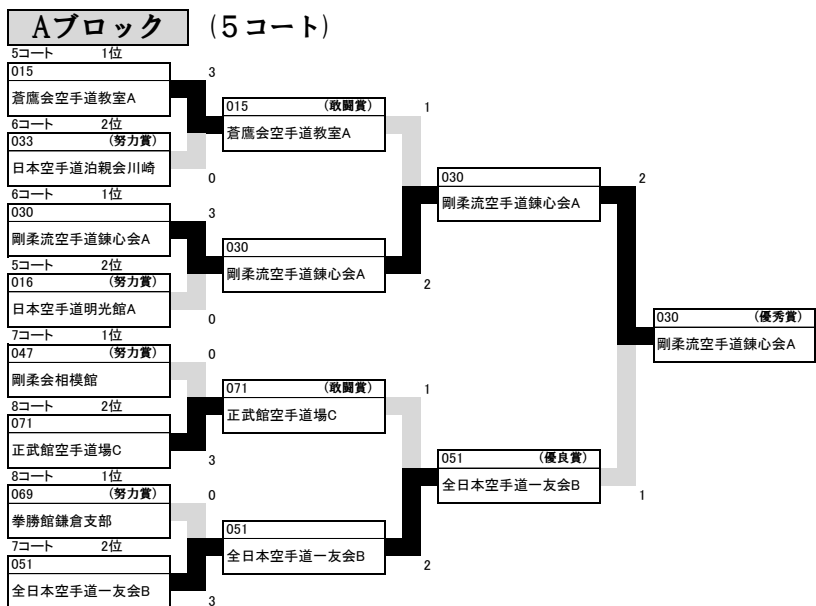 Aブロック (5コート)
5コート 1位
015
蒼鷹会空手道教室A
3
6コート 2位
033 (努力賞)
日本空手道泊親会川崎
0
6コート 1位
030
剛柔流空手道錬心会A
3
5コート 2位
016 (努力賞)
日本空手道明光館A
0
7コート 1位
047 (努力賞)
剛柔会相模館
0
8コート 2位
071
正武館空手道場C
3
8コート 1位
069 (努力賞)
拳勝館鎌倉支部
0
7コート 2位
051
全日本空手道一友会B
3
015 (敢闘賞)
蒼鷹会空手道教室A
1
030
剛柔流空手道錬心会A
2
071 (敢闘賞)
正武館空手道場C
1
051
全日本空手道一友会B
2
030
剛柔流空手道錬心会A
2
051 (優良賞)
全日本空手道一友会B
1
030 (優秀賞)
剛柔流空手道錬心会A